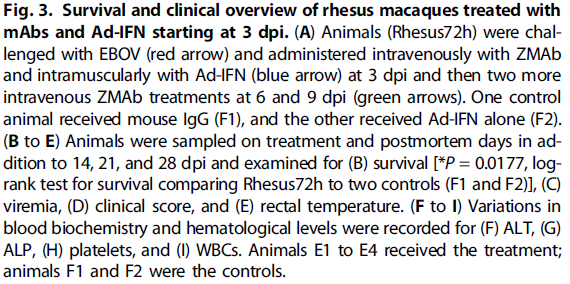 Fig. 3. Survival and clinical overview of rhesus macaques treated with
mAbs and Ad-IFN starting at 3 dpi. (A) Animals (Rhesus72h) were chal-
lenged with EBOV (red arrow) and administered intravenously with ZMAb
and intramuscularly with Ad-IFN (blue arrow) at 3 dpi and then two more
intravenous ZMAb treatments at 6 and 9 dpi (green arrows). One control
animal received mouse IgG (F1), and the other received Ad-IFN alone (F2).
(B to E) Animals were sampled on treatment and postmortem days in ad-
dition to 14, 21, and 28 dpi and examined for (B) survival [*P = 0.0177, log-
rank test for survival comparing Rhesus72h to two controls (F1 and F2)], (C)
viremia, (D) clinical score, and (E) rectal temperature. (F to I) Variations in
blood biochemistry and hematological levels were recorded for (F) ALT, (G)
ALP, (H) platelets, and (I) WBCs. Animals E1 to E4 received the treatment;
animals F1 and F2 were the controls.